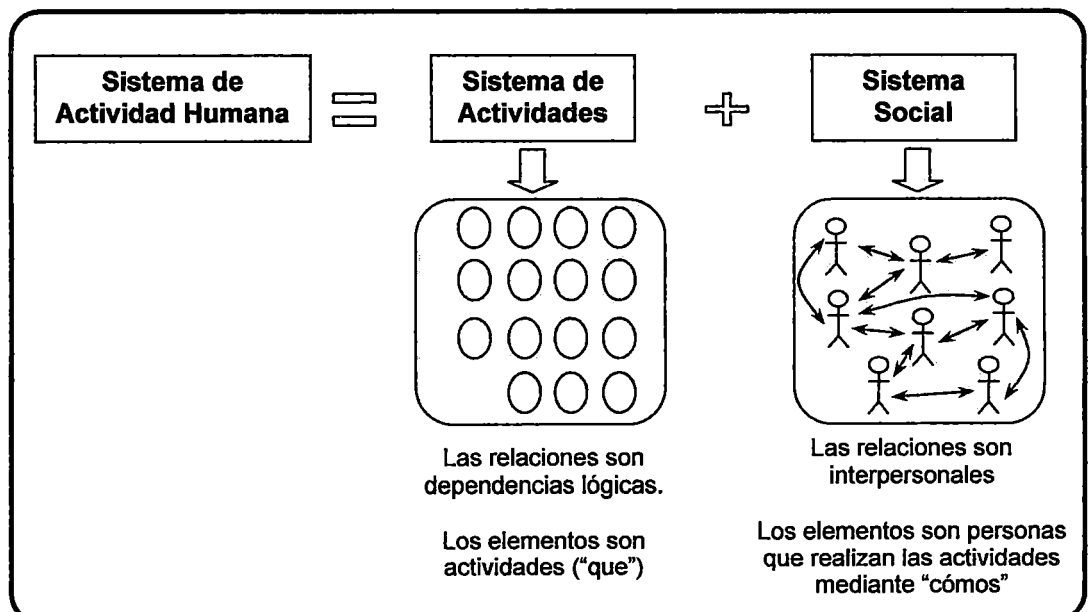 Sistema de
Actividad Humana
=
Sistema de
Actividades
+
Sistema
Social
Las relaciones son
dependencias lógicas.
Los elementos son
actividades (“que”)
Las relaciones son
interpersonales
Los elementos son personas
que realizan las actividades
mediante “cómos”